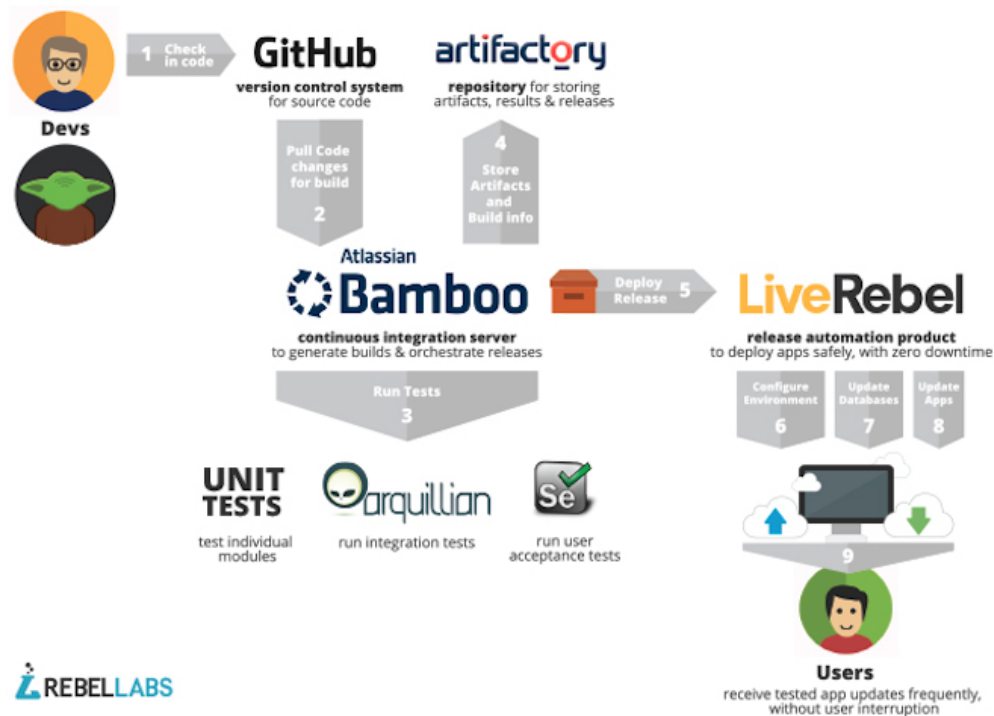 1 Check
in code
GitHub
version control system
for source code
artifactory
repository for storing
artifacts, results & releases
Devs
Pull Code
changes
for build
2
4
Store
Artifacts
and
Build info
Atlassian
Bamboo
continuous integration server
to generate builds & orchestrate releases
Deploy
Release 5
LiveRebel
release automation product
to deploy apps safely, with zero downtime
Run Tests
3
Configure
Environment
6
Update
Databases
7
Update
Apps
8
UNIT
TESTS
test individual
modules
arquillian
run integration tests
Se
run user
acceptance tests
9
Users
receive tested app updates frequently,
without user interruption
REBELLABS